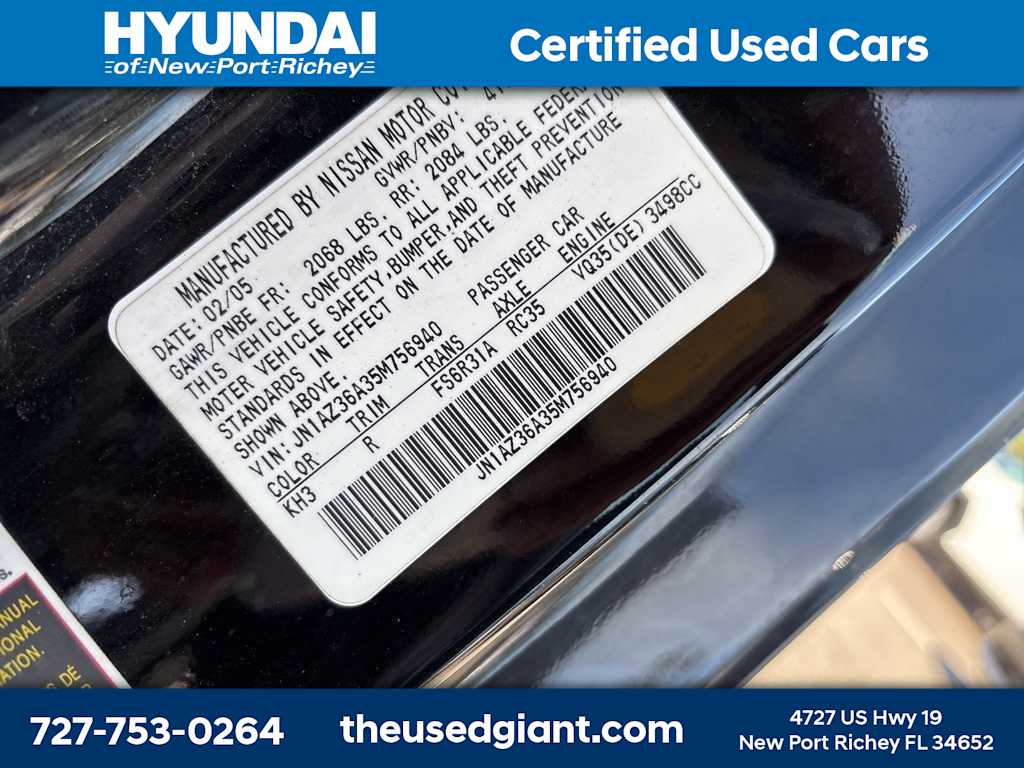 HYUNDAI
of New Port Richey
Certified Used Cars
MANUFACTURED BY NISSAN MOTOR
DATE: 02/05 GVWR/PNBV:
GAWR/PNBE FR: 2068 LBS, RR: 2084 LBS,
THIS VEHICLE CONFORMS TO ALL APPLICABLE
MOTER VEHICLE SAFETY,BUMPER,AND THEFT PREVENTION
STANDARDS IN EFFECT ON THE DATE OF MANUFACTURE
SHOWN ABOVE.
VIN: JN1AZ36A35M756940 PASSENGER CAR
COLOR TRIM TRANS AXLE ENGINE
KH3 R FS6R31A RC35 VQ35(DE) 3498CC
JN1AZ36A35M756940
ATION.
S DÉ
727-753-0264
theusedgiant.com
4727 US Hwy 19
New Port Richey FL 34652